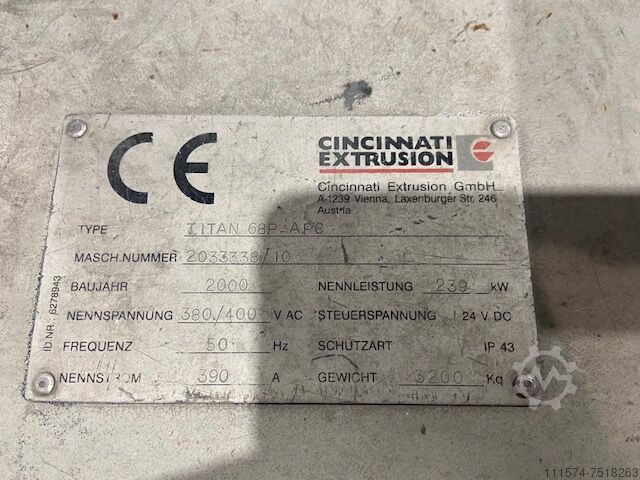 CE
CINCINNATI
EXTRUSION
Cincinnati Extrusion GmbH
A-1239 Vienna, Laxenburger Str. 246
Austria
TYPE TITAN 68P-APC
MASCH.NUMMER 2033338/10
BAUJAHR 2000 NENNLEISTUNG 239 kW
NENNSPANNUNG 380/400 V AC STEUERSPANNUNG 24 V DC
FREQUENZ 50 Hz SCHUTZART IP 43
NENNSTROM 390 A GEWICHT 3200 Kg
ID.NR. 6278943
111574-7518263